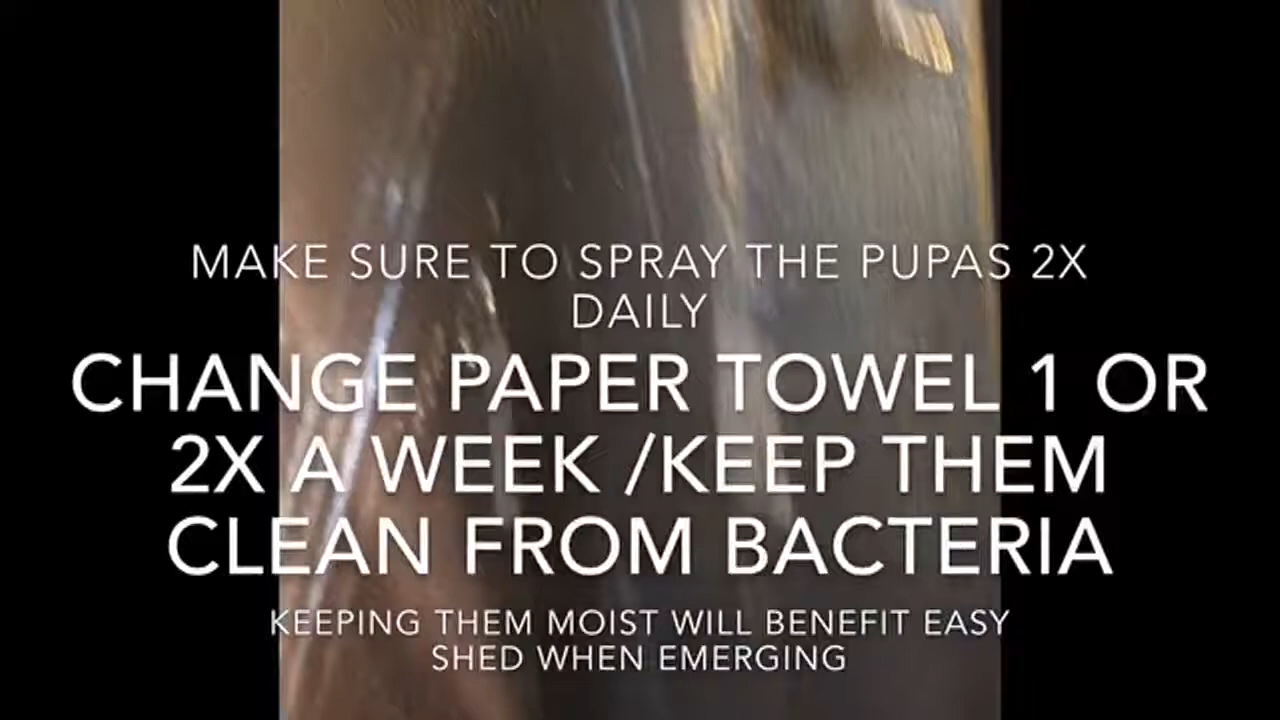 MAKE SURE TO SPRAY THE PUPAS 2X
DAILY
CHANGE PAPER TOWEL 1 OR
2X A WEEK /KEEP THEM
CLEAN FROM BACTERIA
KEEPING THEM MOIST WILL BENEFIT EASY
SHED WHEN EMERGING